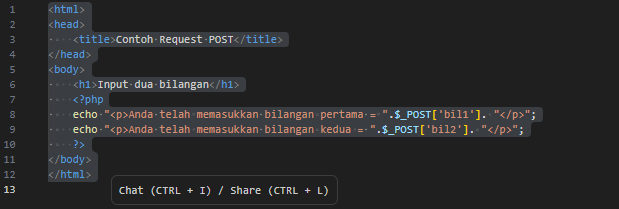 1 <html>
2 <head>
3 <title>Contoh Request POST</title>
4 </head>
5 <body>
6 <h1>Input dua bilangan</h1>
7 <?php
8 echo "<p>Anda telah memasukkan bilangan pertama = ".$_POST['bil1']. "</p>";
9 echo "<p>Anda telah memasukkan bilangan kedua = ".$_POST['bil2']. "</p>";
10 ?>
11 </body>
12 </html>
13
Chat (CTRL + I) / Share (CTRL + L)